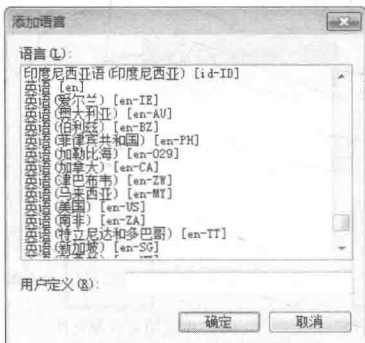 添加语言
语言(L):
印度尼西亚语(印度尼西亚) [id-ID]
英语 [en]
英语(爱尔兰) [en-IE]
英语(澳大利亚) [en-AU]
英语(伯利兹) [en-BZ]
英语(菲律宾共和国) [en-PH]
英语(加勒比海) [en-029]
英语(加拿大) [en-CA]
英语(津巴布韦) [en-ZW]
英语(马来西亚) [en-MY]
英语(美国) [en-US]
英语(南非) [en-ZA]
英语(特立尼达和多巴哥) [en-TT]
英语(新加坡) [en-SG]
用户定义(R):
确定
取消